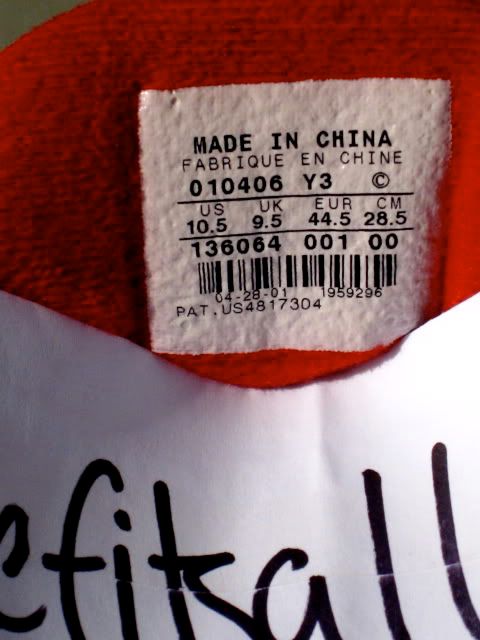 MADE IN CHINA
FABRIQUE EN CHINE
010406 Y3 ©
US UK EUR CM
10.5 9.5 44.5 28.5
136064 001 00
04-28-01 1959296
PAT.US4817304
efitsall